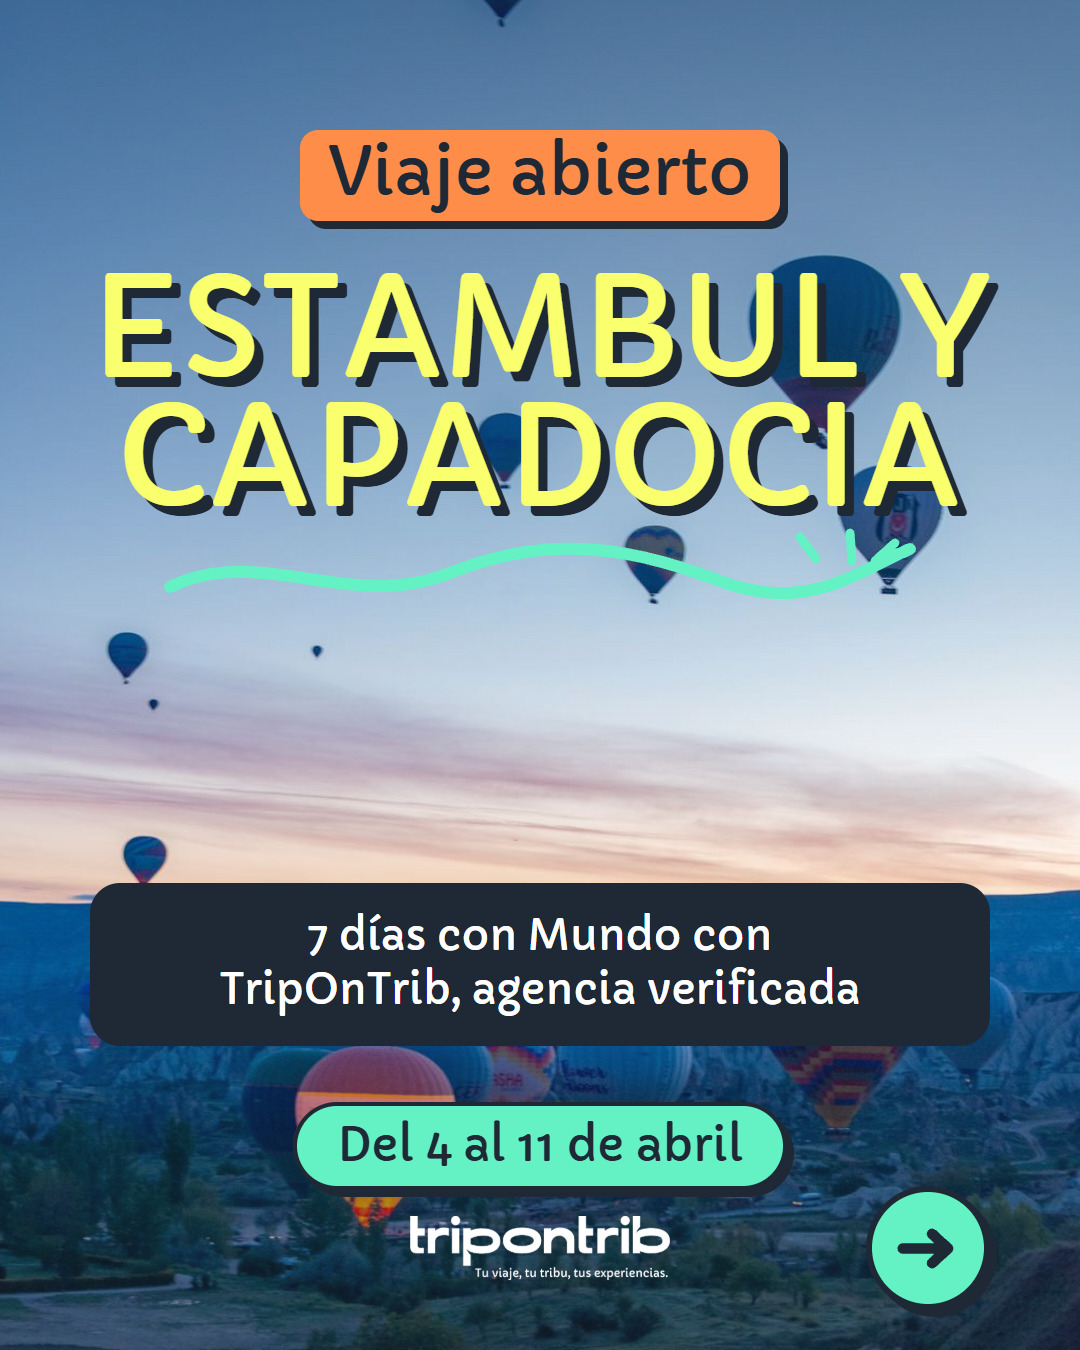 Viaje abierto
ESTAMBUL Y
CAPADOCIA
7 días con Mundo con
TripOnTrib, agencia verificada
Del 4 al 11 de abril
tripontrib
Tu viaje, tu tribu, tus experiencias.